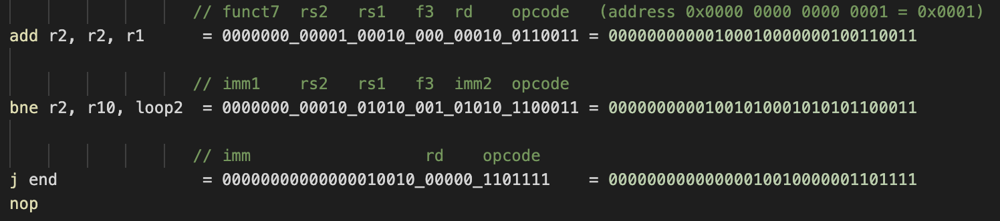 // funct7  rs2   rs1   f3  rd    opcode   (address 0x0000 0000 0000 0001 = 0x0001)
add r2, r2, r1      = 0000000_00001_00010_000_00010_0110011 = 00000000000100010000000100110011
// imm1    rs2   rs1   f3  imm2  opcode
bne r2, r10, loop2  = 0000000_00010_01010_001_01010_1100011 = 00000000001001010001010101100011
// imm                  rd    opcode
j end               = 00000000000000010010_00000_1101111    = 00000000000000010010000001101111
nop